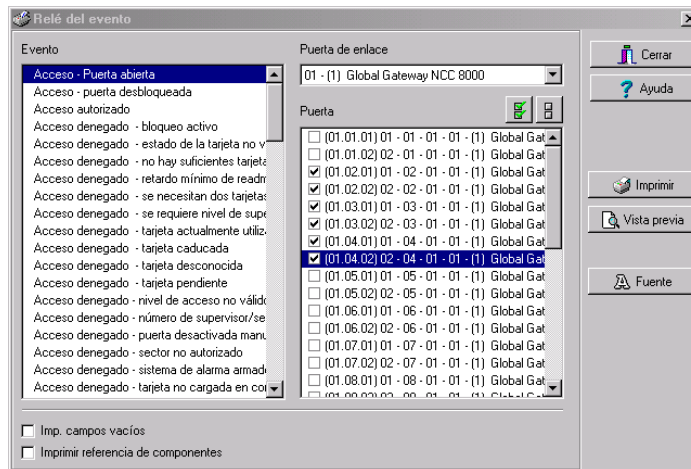 Relé del evento
Evento
Acceso - Puerta abierta
Acceso - puerta desbloqueada
Acceso autorizado
Acceso denegado - bloqueo activo
Acceso denegado - estado de la tarjeta no v
Acceso denegado - no hay suficientes tarjeta
Acceso denegado - retardo mínimo de readm
Acceso denegado - se necesitan dos tarjetas
Acceso denegado - se requiere nivel de supe
Acceso denegado - tarjeta actualmente utiliz
Acceso denegado - tarjeta caducada
Acceso denegado - tarjeta desconocida
Acceso denegado - tarjeta pendiente
Acceso denegado - nivel de acceso no válido
Acceso denegado - número de supervisor/se
Acceso denegado - puerta desactivada manu
Acceso denegado - sector no autorizado
Acceso denegado - sistema de alarma armad
Acceso denegado - tarjeta no cargada en con
Puerta de enlace
01 - (1) Global Gateway NCC 8000
Puerta
(01.01.01) 01 - 01 - 01 - 01 - (1) Global Gat
(01.01.02) 02 - 01 - 01 - 01 - (1) Global Gat
(01.02.01) 01 - 02 - 01 - 01 - (1) Global Gat
(01.02.02) 02 - 02 - 01 - 01 - (1) Global Gat
(01.03.01) 01 - 03 - 01 - 01 - (1) Global Gat
(01.03.02) 02 - 03 - 01 - 01 - (1) Global Gat
(01.04.01) 01 - 04 - 01 - 01 - (1) Global Gat
(01.04.02) 02 - 04 - 01 - 01 - (1) Global Gat
(01.05.01) 01 - 05 - 01 - 01 - (1) Global Gat
(01.05.02) 02 - 05 - 01 - 01 - (1) Global Gat
(01.06.01) 01 - 06 - 01 - 01 - (1) Global Gat
(01.06.02) 02 - 06 - 01 - 01 - (1) Global Gat
(01.07.01) 01 - 07 - 01 - 01 - (1) Global Gat
(01.07.02) 02 - 07 - 01 - 01 - (1) Global Gat
(01.08.01) 01 - 08 - 01 - 01 - (1) Global Gat
Cerrar
Ayuda
Imprimir
Vista previa
Fuente
Imp. campos vacíos
Imprimir referencia de componentes